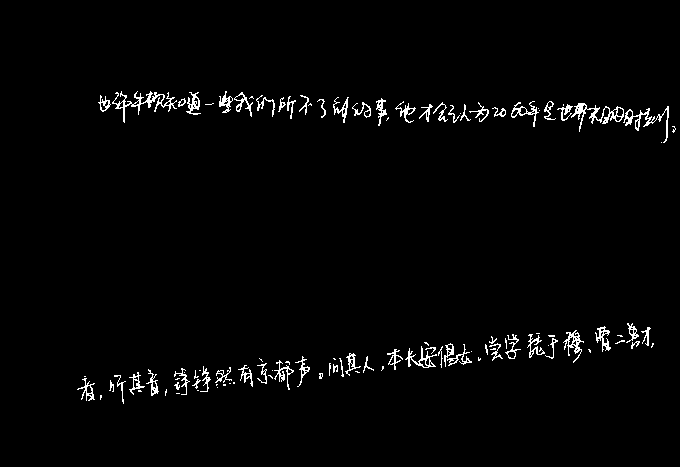 也许牛顿知道一些我们所不了解的事,他才会认为2060年是世界末日的时刻。
者,听其音,铮铮然有京都声。问其人,本长安倡女,尝学琵于穆、曹二善才,